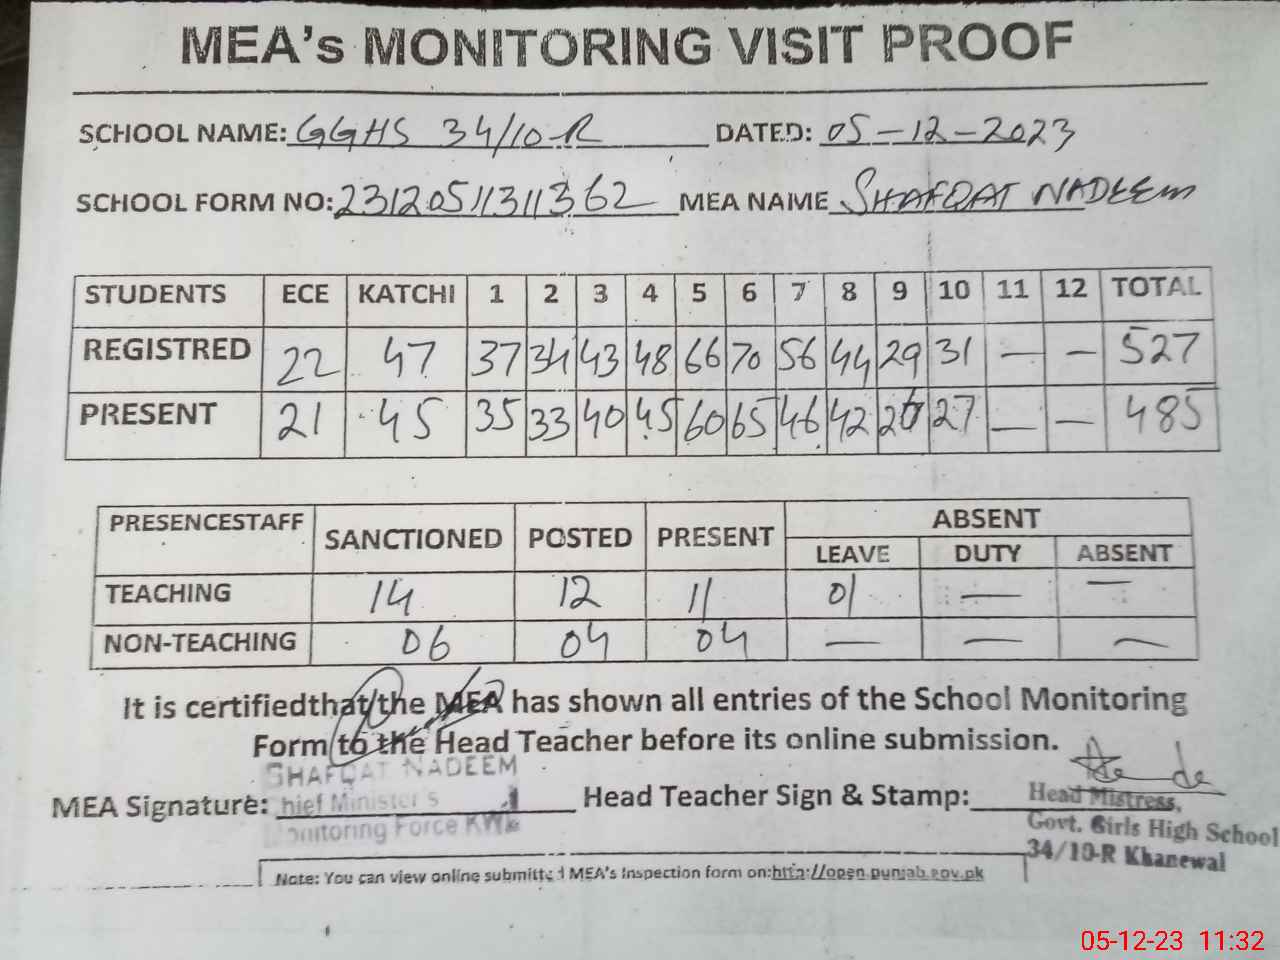 MEA's MONITORING VISIT PROOF
SCHOOL NAME: GGHS 34/10-R DATED: 05-12-2023
SCHOOL FORM NO: 2312051131362 MEA NAME SHAFQAT NADEEM
STUDENTS ECE KATCHI 1 2 3 4 5 6 7 8 9 10 11 12 TOTAL
REGISTRED 22 47 37 34 43 48 66 70 56 44 29 31 — — 527
PRESENT 21 45 35 33 40 45 60 65 46 42 27 — — 485
PRESENCESTAFF SANCTIONED POSTED PRESENT ABSENT
LEAVE DUTY ABSENT
TEACHING 14 12 11 01 — —
NON-TEACHING 06 04 04 — — —
It is certifiedthat the MEA has shown all entries of the School Monitoring
Form to the Head Teacher before its online submission.
SHAFQAT NADEEM
MEA Signature: hief Minister s Head Teacher Sign & Stamp:
Monitoring Force KWL
Head Mistress,
Govt. Girls High School
34/10-R Khanewal
Note: You can view online submitted MEA's Inspection form on:http://open.punjab.gov.pk
05-12-23 11:32